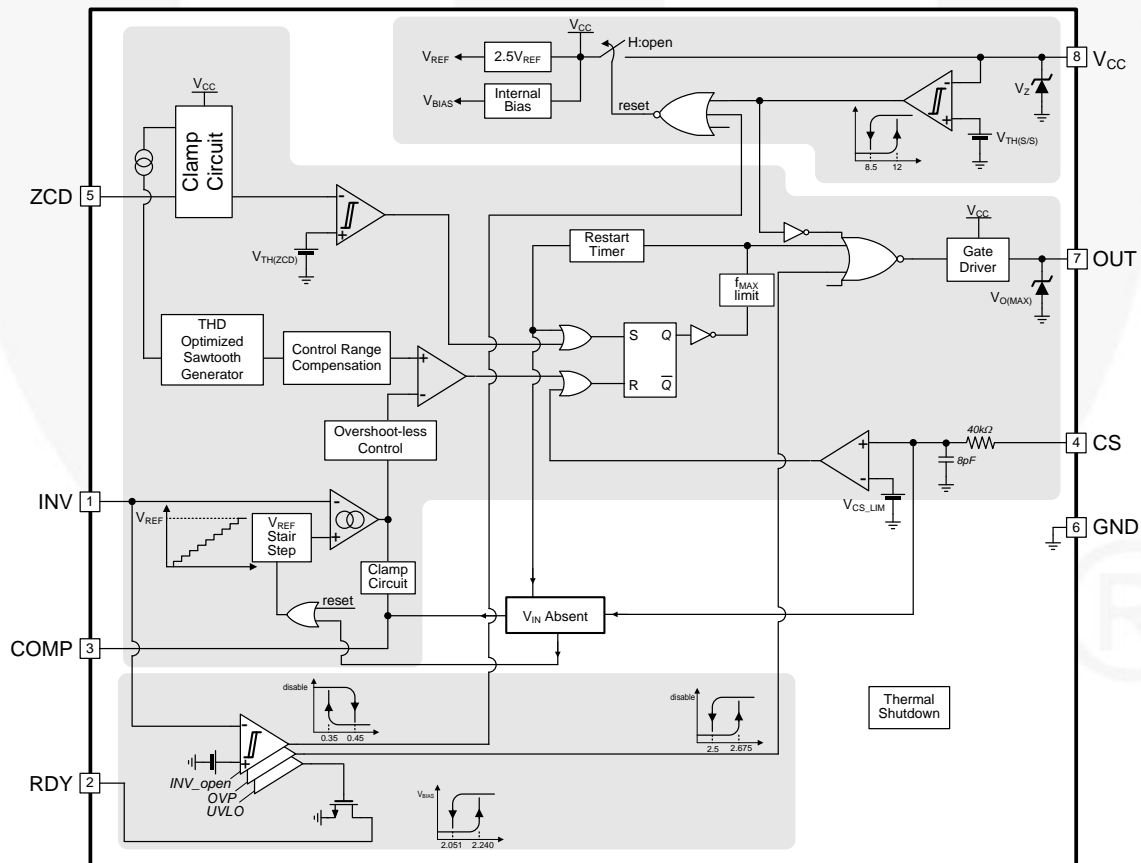 VCC
H:open
VREF
2.5VREF
8
VCC
VBIAS
Internal
Bias
reset
VZ
VTH(S/S)
8.5 12
VCC
Clamp
Circuit
ZCD
5
VTH(ZCD)
Restart
Timer
VCC
Gate
Driver
7
OUT
VO(MAX)
fMAX
limit
THD
Optimized
Sawtooth
Generator
Control Range
Compensation
S
Q
R
Q
Overshoot-less
Control
40kΩ
8pF
4
CS
VCS_LIM
INV
1
VREF
VREF
Stair
Step
6
GND
Clamp
Circuit
reset
VIN Absent
COMP
3
disable
0.35 0.45
disable
2.5 2.675
Thermal
Shutdown
RDY
2
INV_open
OVP
UVLO
VBIAS
2.051 2.240
R